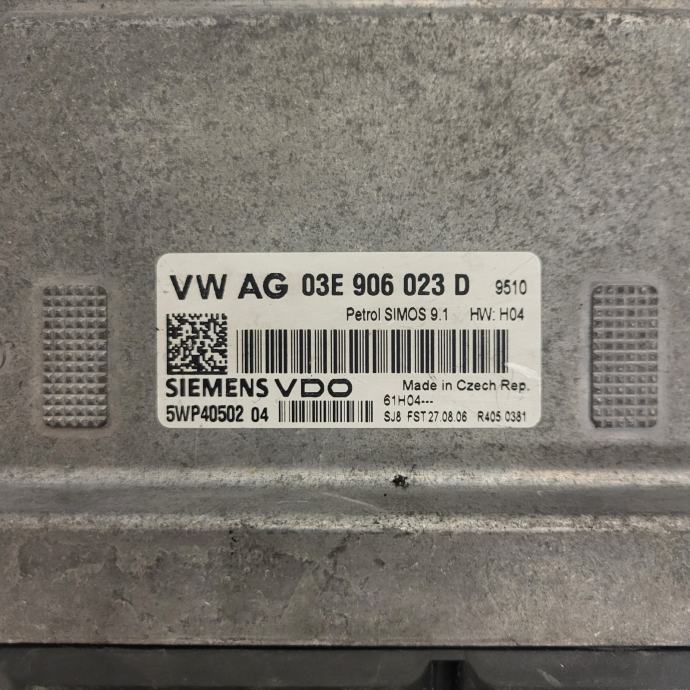 VW AG 03E 906 023 D 9510
Petrol SIMOS 9.1 HW: H04
SIEMENS VDO Made in Czech Rep.
5WP40502 04 61H04---
SJ8 FST 27.08.06 R405 0381